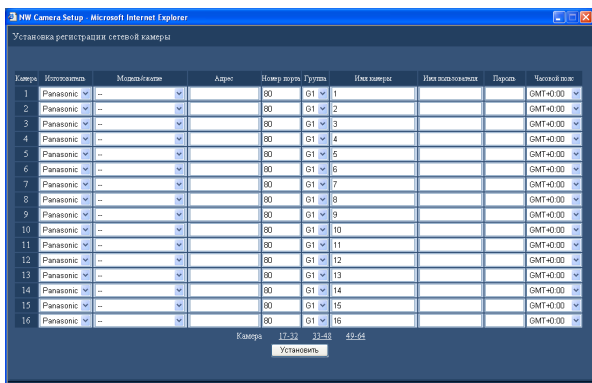 NW Camera Setup - Microsoft Internet Explorer
Установка регистрации сетевой камеры
Камера Изготовитель Модель/сжатие Адрес Номер порта Группа Имя камеры Имя пользователя Пароль Часовой пояс
1 Panasonic -- 80 G1 1 GMT+0:00
2 Panasonic -- 80 G1 2 GMT+0:00
3 Panasonic -- 80 G1 3 GMT+0:00
4 Panasonic -- 80 G1 4 GMT+0:00
5 Panasonic -- 80 G1 5 GMT+0:00
6 Panasonic -- 80 G1 6 GMT+0:00
7 Panasonic -- 80 G1 7 GMT+0:00
8 Panasonic -- 80 G1 8 GMT+0:00
9 Panasonic -- 80 G1 9 GMT+0:00
10 Panasonic -- 80 G1 10 GMT+0:00
11 Panasonic -- 80 G1 11 GMT+0:00
12 Panasonic -- 80 G1 12 GMT+0:00
13 Panasonic -- 80 G1 13 GMT+0:00
14 Panasonic -- 80 G1 14 GMT+0:00
15 Panasonic -- 80 G1 15 GMT+0:00
16 Panasonic -- 80 G1 16 GMT+0:00
Камера 17-32 33-48 49-64
Установить